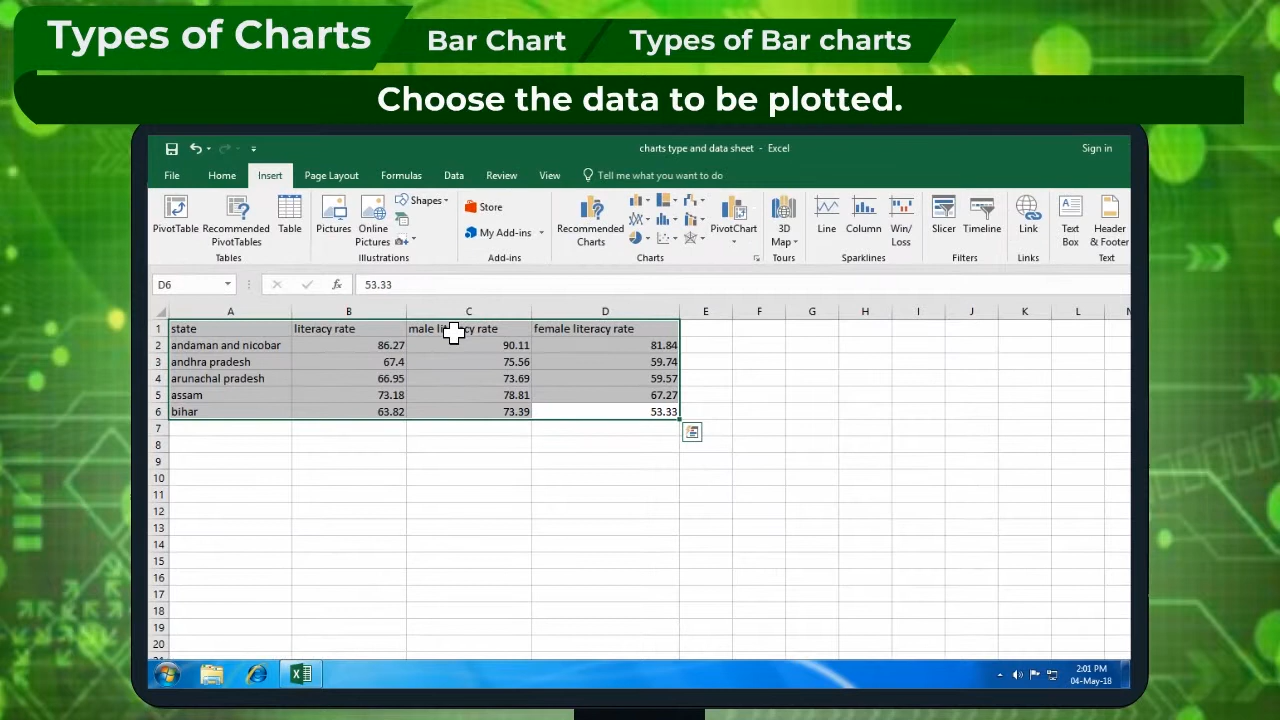 Types of Charts Bar Chart Types of Bar charts
Choose the data to be plotted.
charts type and data sheet - Excel Sign in
File Home Insert Page Layout Formulas Data Review View Tell me what you want to do
PivotTable Recommended PivotTables Table Pictures Online Pictures Shapes Store My Add-ins Recommended Charts PivotChart 3D Map Line Column Win/Loss Slicer Timeline Link Text Box Header & Footer
Tables Illustrations Add-ins Charts Tours Sparklines Filters Links Text
D6 fx 53.33
A B C D E F G H I J K L
1 state literacy rate male literacy rate female literacy rate
2 andaman and nicobar 86.27 90.11 81.84
3 andhra pradesh 67.4 75.56 59.74
4 arunachal pradesh 66.95 73.69 59.57
5 assam 73.18 78.81 67.27
6 bihar 63.82 73.39 53.33
7
8
9
10
11
12
13
14
15
16
17
18
19
20
2:01 PM
04-May-18